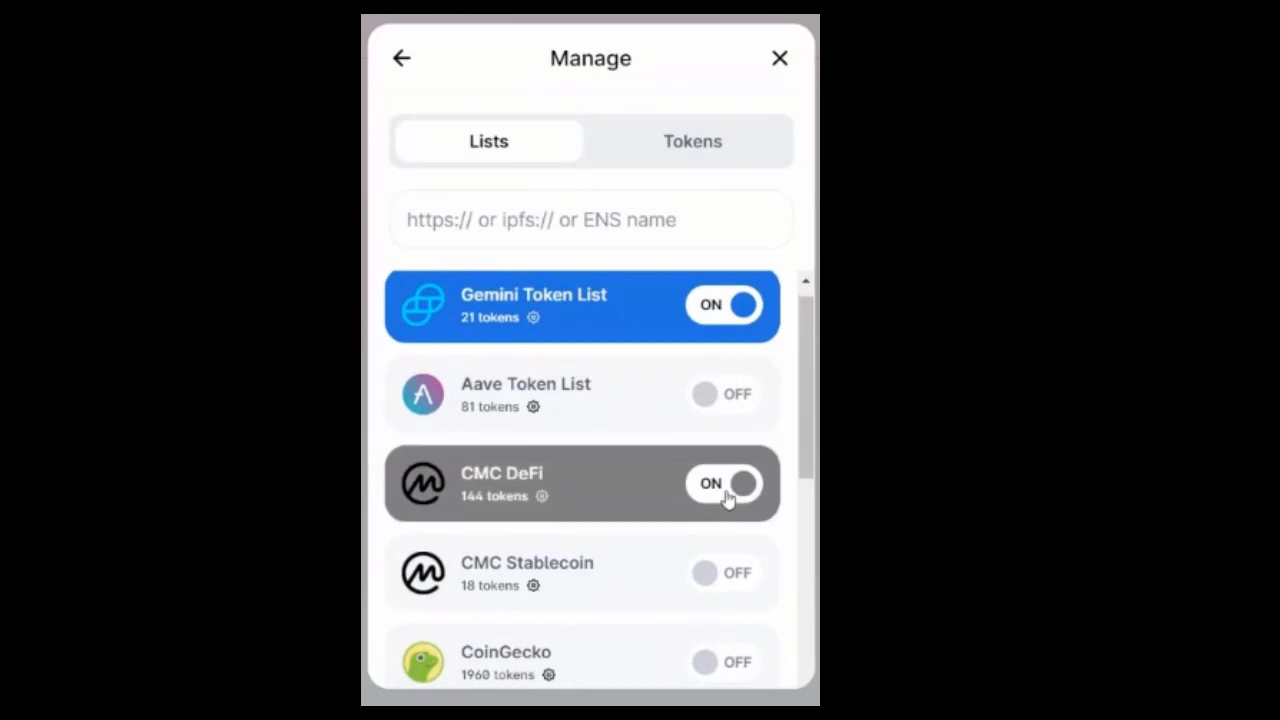 Manage
Lists
Tokens
https:// or ipfs:// or ENS name
Gemini Token List
ON
21 tokens
Aave Token List
OFF
81 tokens
CMC DeFi
ON
144 tokens
CMC Stablecoin
OFF
18 tokens
CoinGecko
OFF
1960 tokens